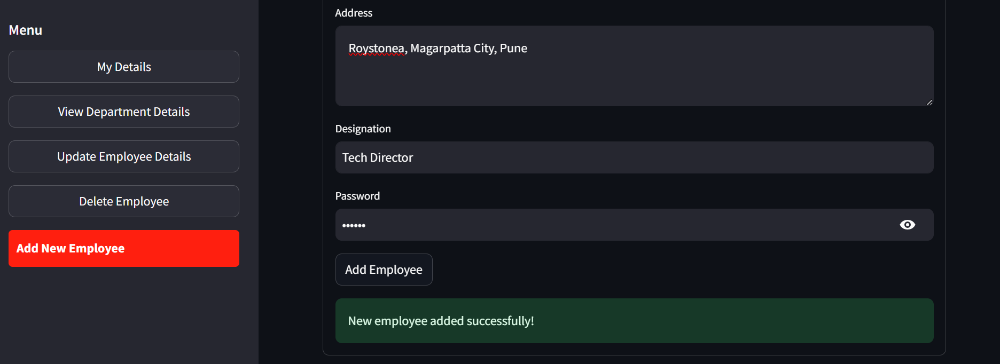 Menu
My Details
View Department Details
Update Employee Details
Delete Employee
Add New Employee
Address
Roystonea, Magarpatta City, Pune
Designation
Tech Director
Password
••••••
Add Employee
New employee added successfully!